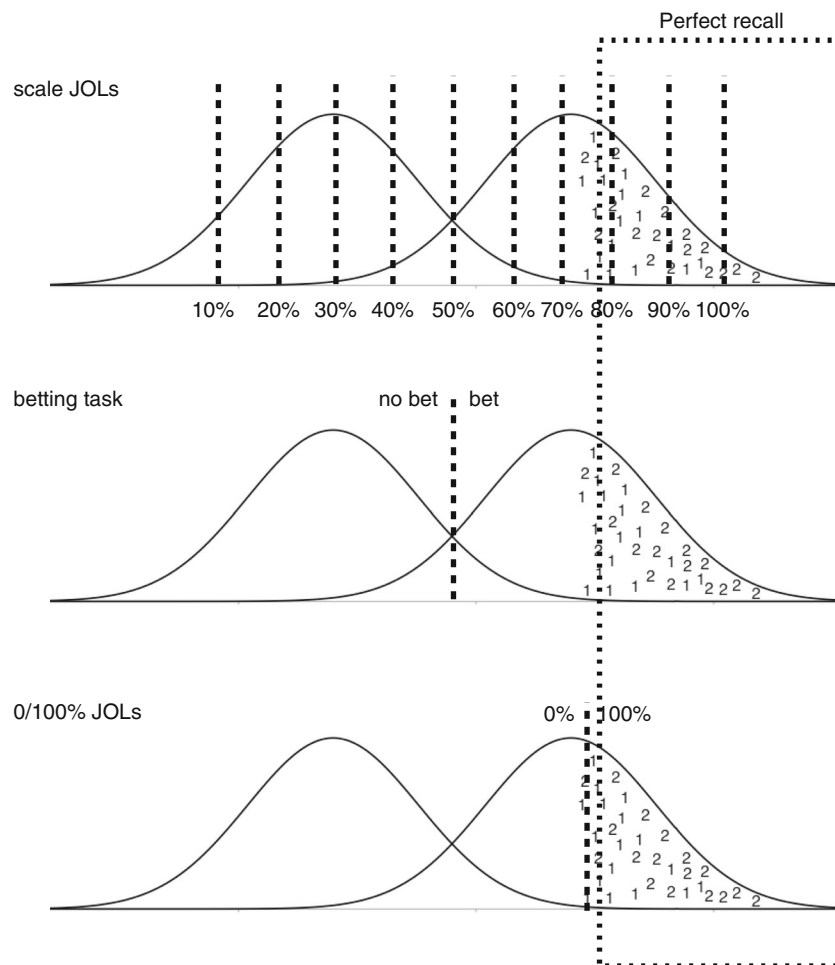 Perfect recall
scale JOLs
10% 20% 30% 40% 50% 60% 70% 80% 90% 100%
betting task
no bet bet
0/100% JOLs
0% 100%